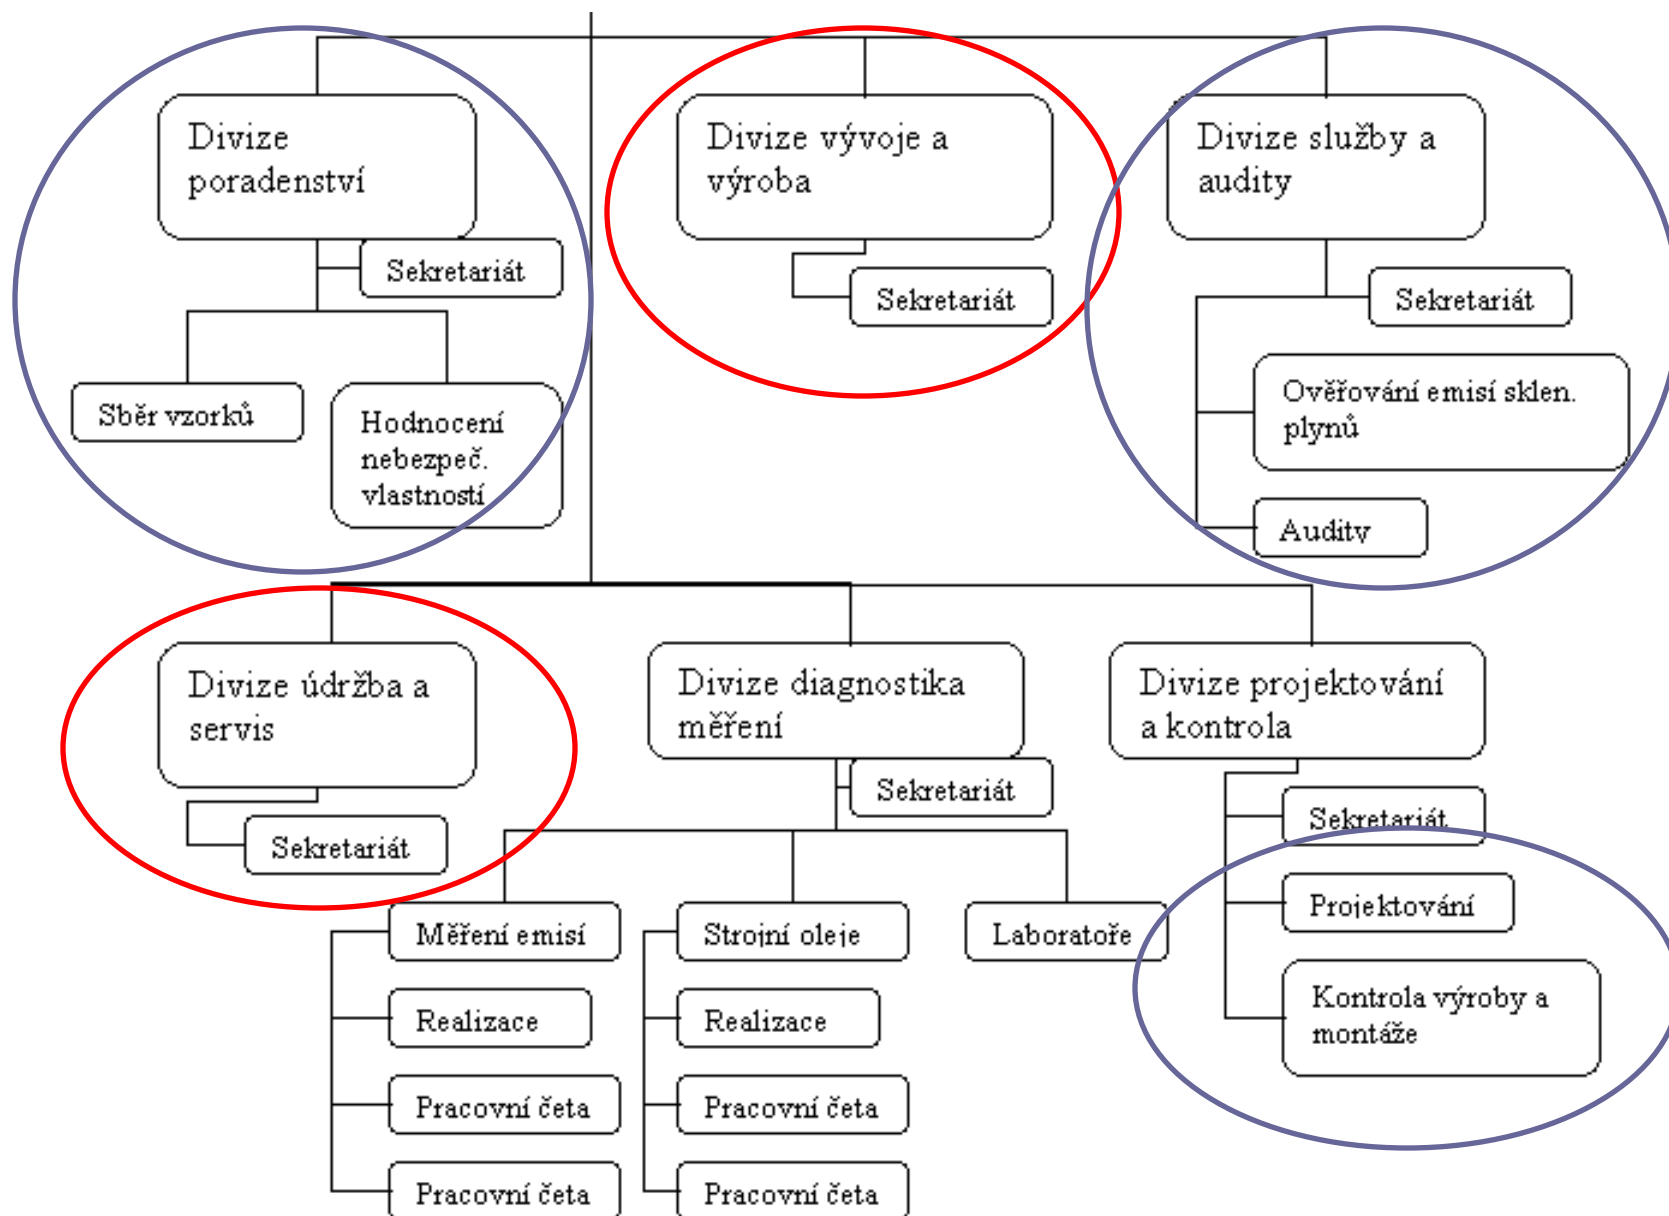 Divize
poradenství
Sekretariát
Sběr vzorků
Hodnocení
nebezpeč.
vlastností
Divize vývoje a
výroba
Sekretariát
Divize služby a
audity
Sekretariát
Ověřování emisí sklen.
plynů
Audity
Divize údržba a
servis
Sekretariát
Divize diagnostika
měření
Sekretariát
Měření emisí
Realizace
Pracovní četa
Pracovní četa
Strojní oleje
Realizace
Pracovní četa
Pracovní četa
Laboratoře
Divize projektování
a kontrola
Sekretariát
Projektování
Kontrola výroby a
montáže